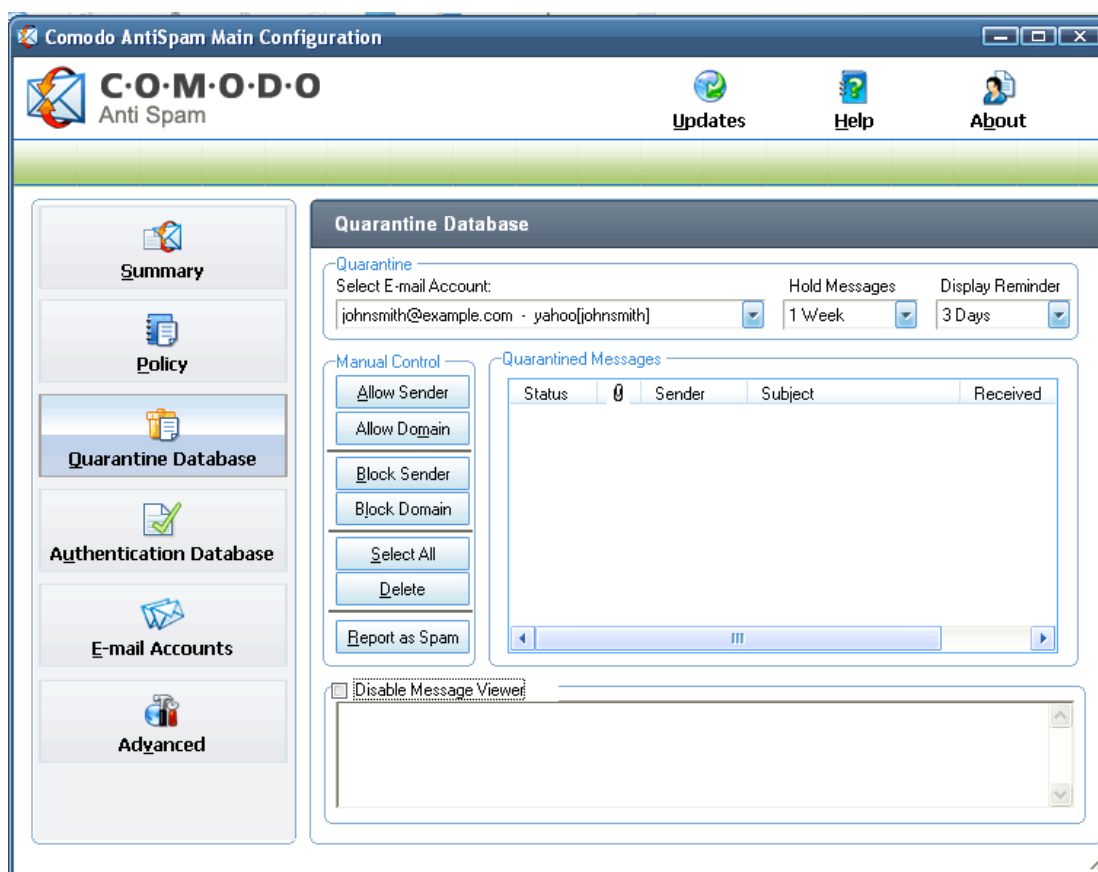 Comodo AntiSpam Main Configuration
C·O·M·O·D·O
Anti Spam
Updates
Help
About
Summary
Policy
Quarantine Database
Authentication Database
E-mail Accounts
Advanced
Quarantine Database
Quarantine
Select E-mail Account: Hold Messages Display Reminder
johnsmith@example.com - yahoo[johnsmith] 1 Week 3 Days
Manual Control
Allow Sender
Allow Domain
Block Sender
Block Domain
Select All
Delete
Report as Spam
Quarantined Messages
Status Sender Subject Received
Disable Message Viewer